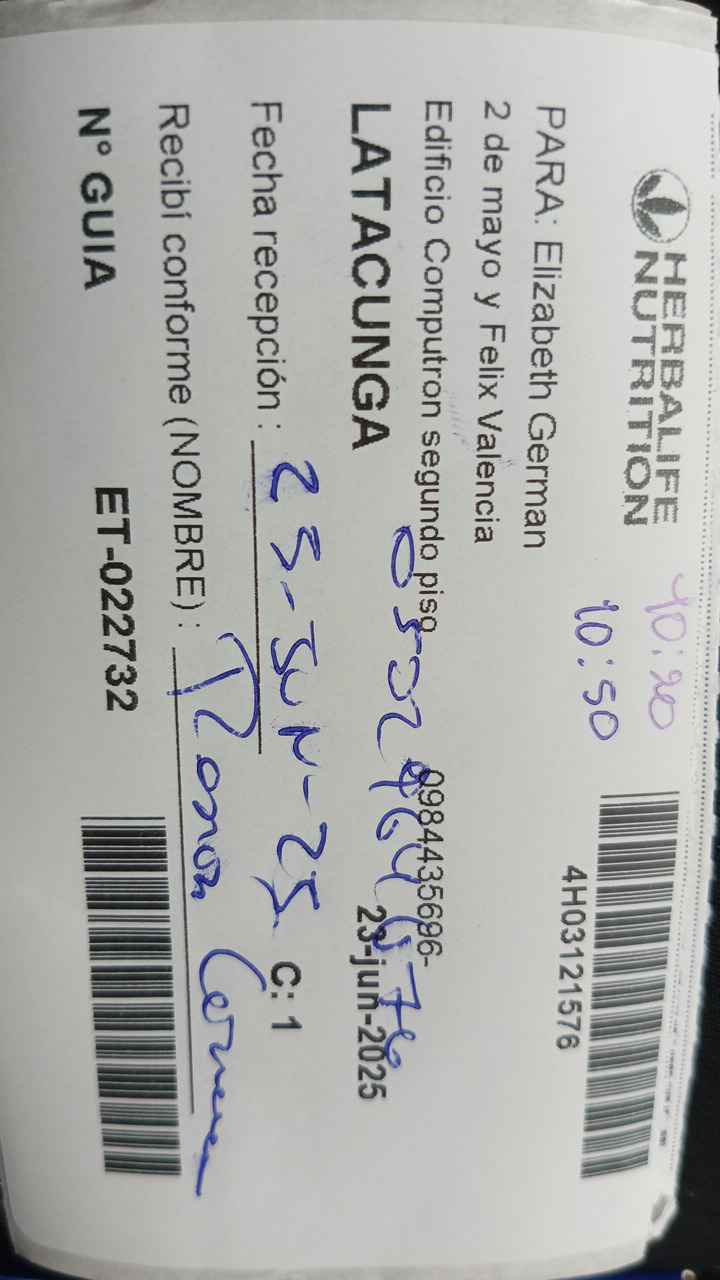 HERBALIFE
NUTRITION
10:20
10:50
4H03121576
PARA: Elizabeth German
2 de mayo y Felix Valencia
Edificio Computron segundo piso
0984435696-
LATACUNGA
23-jun-2025
Fecha recepción : 25-JUN-25
C: 1
Recibí conforme (NOMBRE) :
N° GUIA
ET-022732